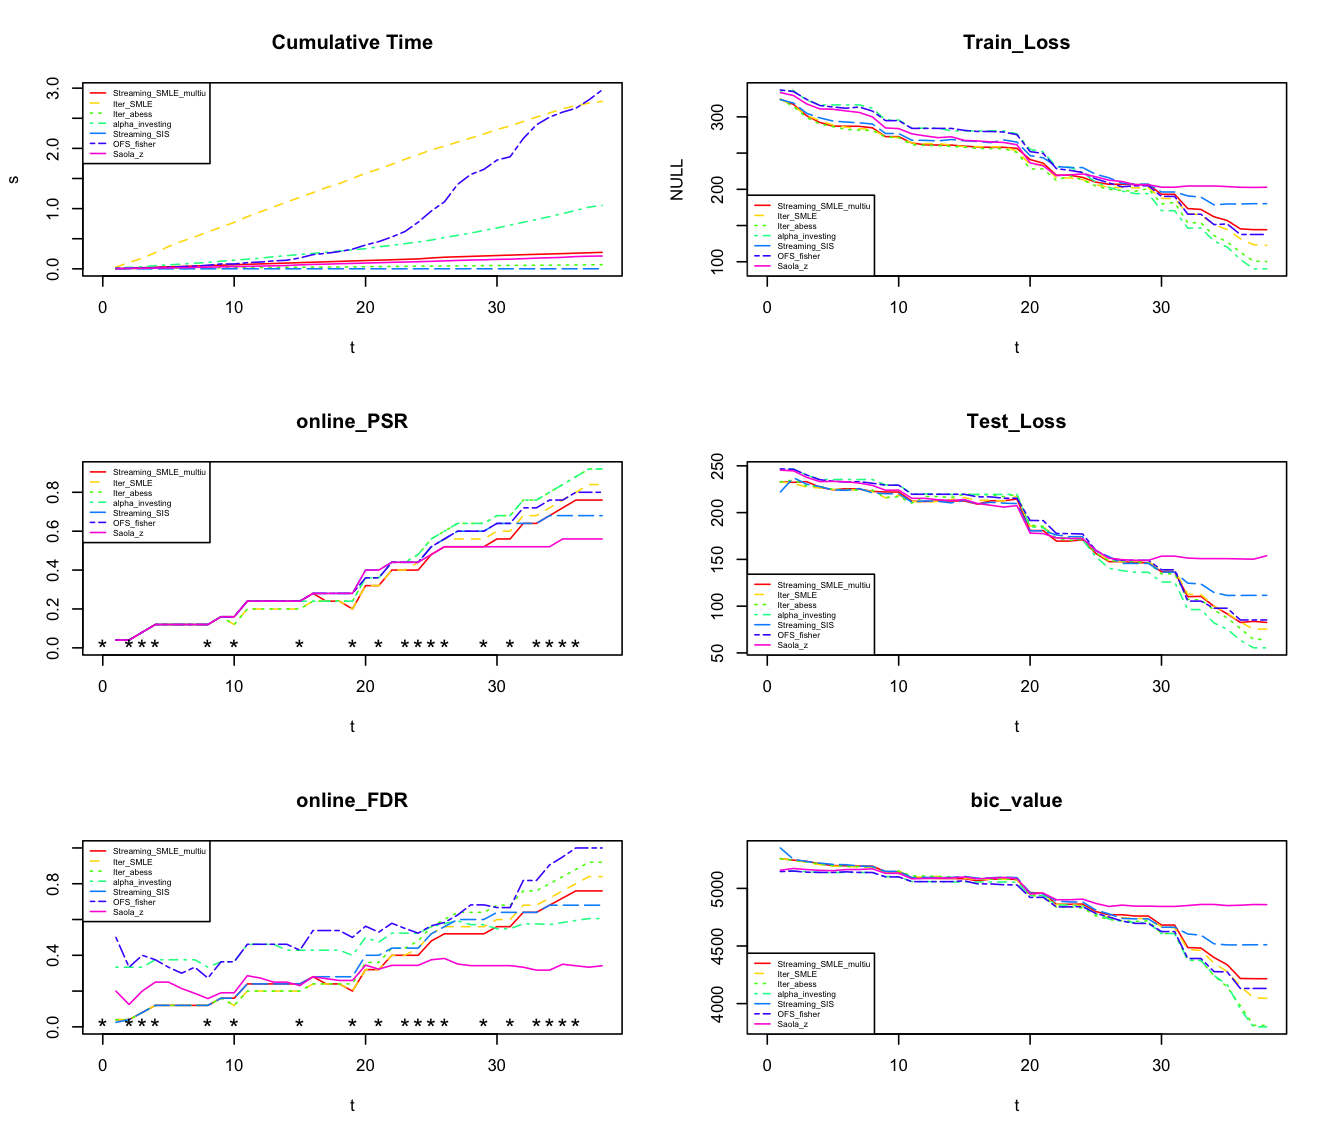 Cumulative Time
s
3.0
2.0
1.0
0.0
Streaming_SMLE_multiu
Iter_SMLE
Iter_abess
alpha_investing
Streaming_SIS
OFS_fisher
Saola_z
0 10 20 30
t
Train_Loss
NULL
300
200
100
Streaming_SMLE_multiu
Iter_SMLE
Iter_abess
alpha_investing
Streaming_SIS
OFS_fisher
Saola_z
0 10 20 30
t
online_PSR
0.8
0.6
0.4
0.2
0.0
Streaming_SMLE_multiu
Iter_SMLE
Iter_abess
alpha_investing
Streaming_SIS
OFS_fisher
Saola_z
* * * * * * * * * * * * * * * * * * *
0 10 20 30
t
Test_Loss
250
200
150
100
50
Streaming_SMLE_multiu
Iter_SMLE
Iter_abess
alpha_investing
Streaming_SIS
OFS_fisher
Saola_z
0 10 20 30
t
online_FDR
0.8
0.4
0.0
Streaming_SMLE_multiu
Iter_SMLE
Iter_abess
alpha_investing
Streaming_SIS
OFS_fisher
Saola_z
* * * * * * * * * * * * * * * * * * *
0 10 20 30
t
bic_value
5000
4500
4000
Streaming_SMLE_multiu
Iter_SMLE
Iter_abess
alpha_investing
Streaming_SIS
OFS_fisher
Saola_z
0 10 20 30
t